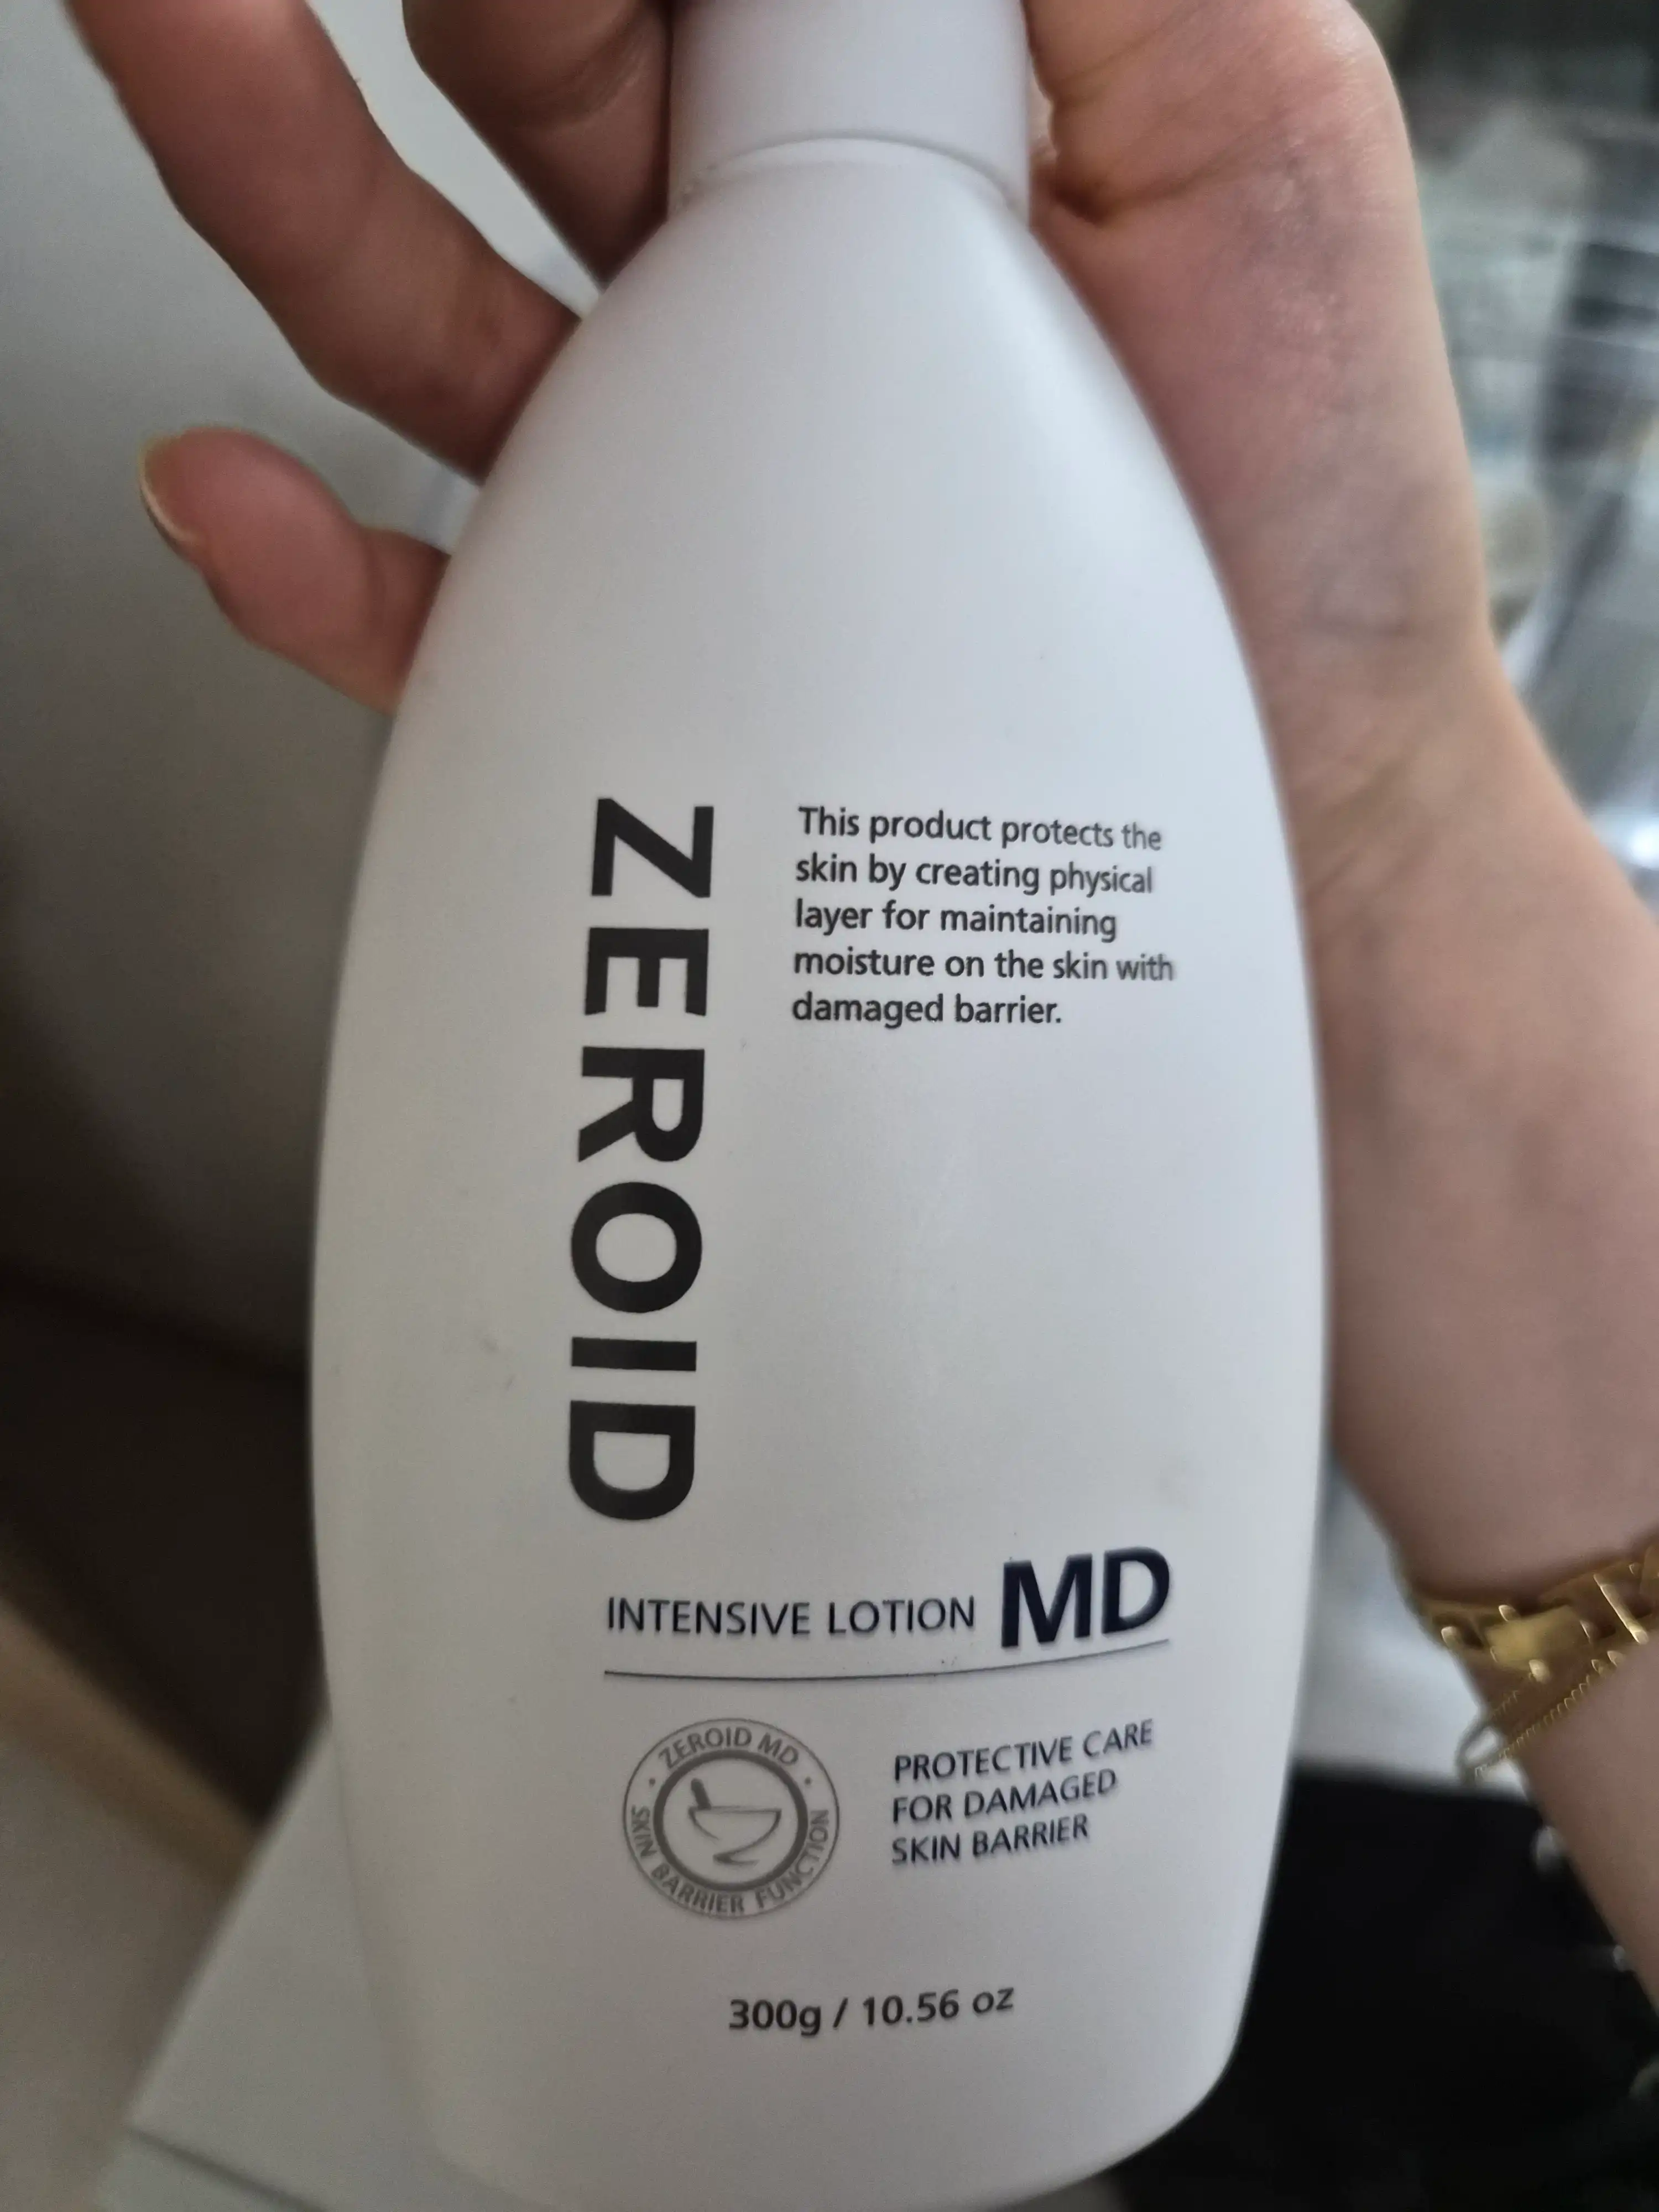 ZEROID
This product protects the
skin by creating physical
layer for maintaining
moisture on the skin with
damaged barrier.
INTENSIVE LOTION MD
· ZEROID MD ·
SKIN BARRIER FUNCTION
PROTECTIVE CARE
FOR DAMAGED
SKIN BARRIER
300g / 10.56 oz